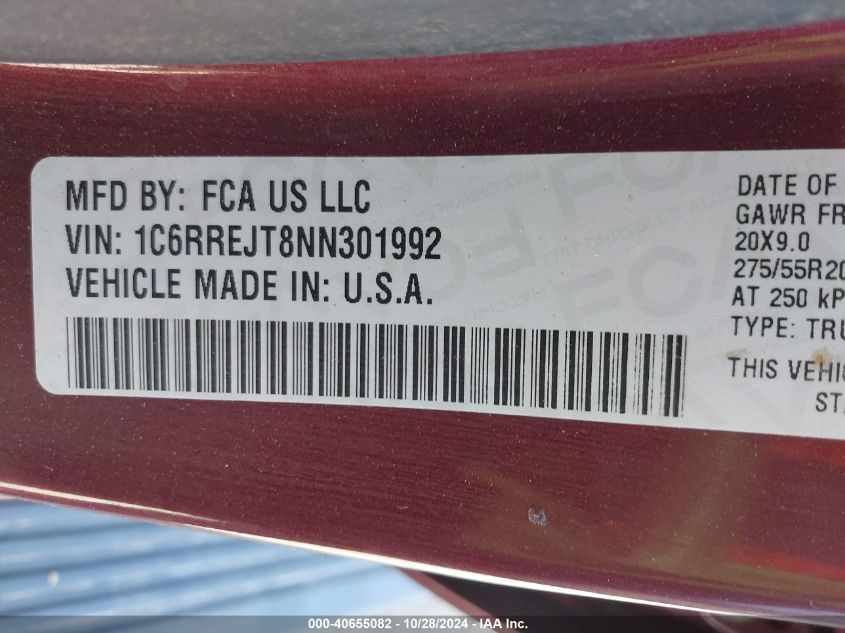 MFD BY: FCA US LLC
VIN: 1C6RREJT8NN301992
VEHICLE MADE IN: U.S.A.
DATE OF
GAWR FR
20X9.0
275/55R20
AT 250 kP
TYPE: TRU
THIS VEHIC
ST
000-40655082 - 10/28/2024 - IAA Inc.